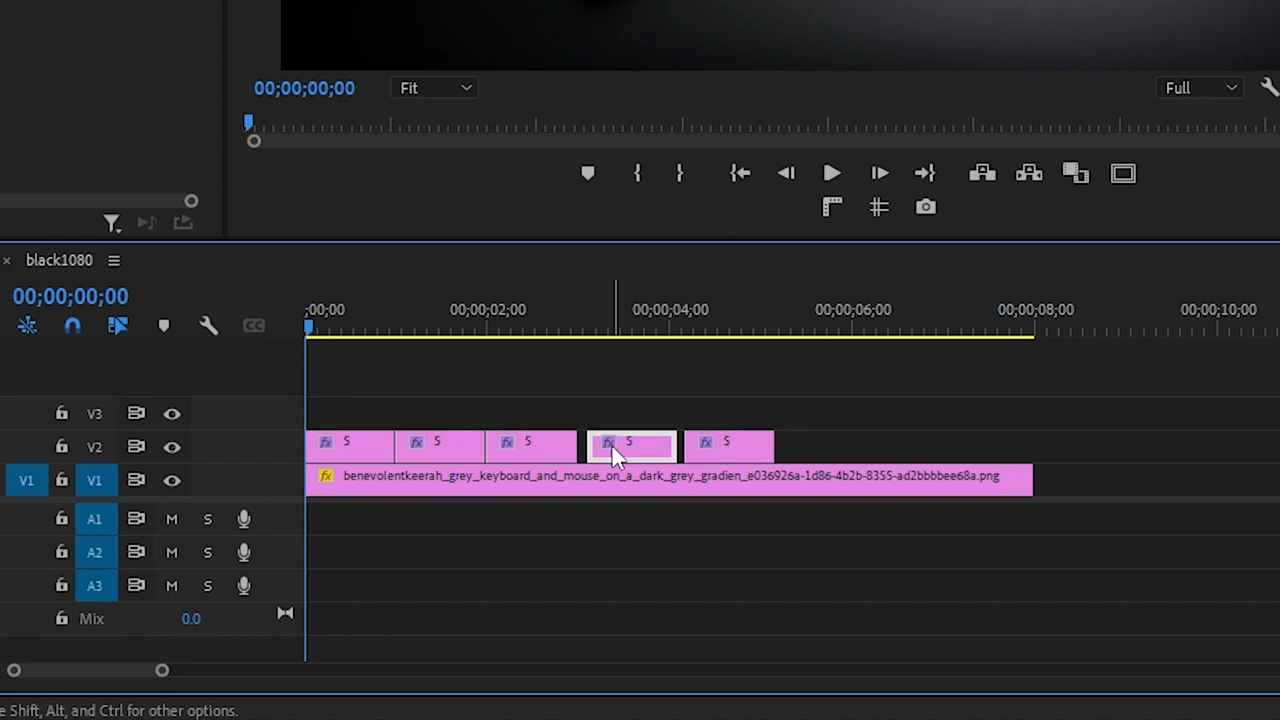 00;00;00;00 Fit Full
black1080
00;00;00;00
;00;00 00;00;02;00 00;00;04;00 00;00;06;00 00;00;08;00 00;00;10;00
CC
V3
V2 fx S fx S fx S fx S fx S
V1 V1 fx benevolentkeerah_grey_keyboard_and_mouse_on_a_dark_grey_gradien_e036926a-1d86-4b2b-8355-ad2bbbbee68a.png
A1 M S
A2 M S
A3 M S
Mix 0.0
e Shift, Alt, and Ctrl for other options.